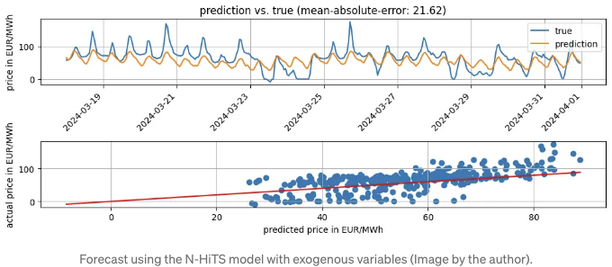 prediction vs. true (mean-absolute-error: 21.62)
price in EUR/MWh
100
0
true
prediction
2024-03-19
2024-03-21
2024-03-23
2024-03-25
2024-03-27
2024-03-29
2024-03-31
2024-04-01
actual price in EUR/MWh
100
0
0
20
40
60
80
predicted price in EUR/MWh
Forecast using the N-HiTS model with exogenous variables (Image by the author).